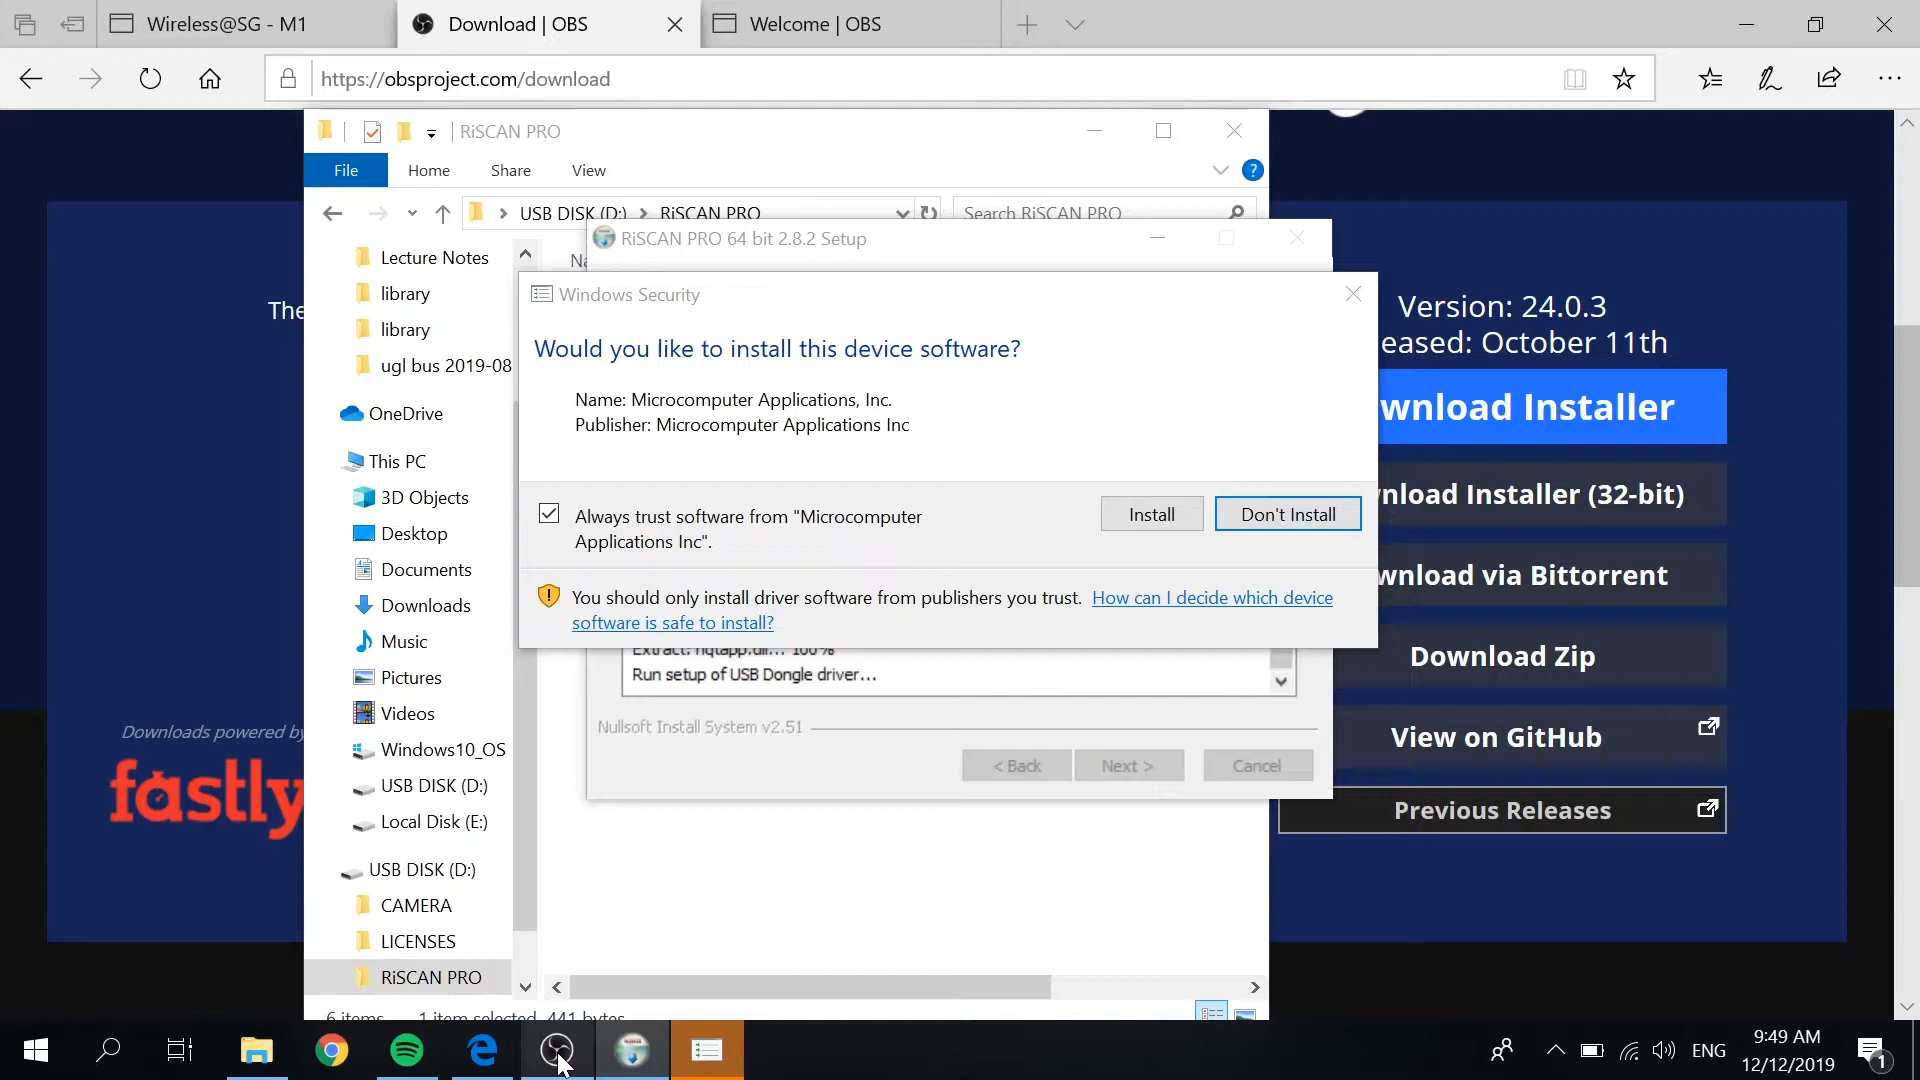 Wireless@SG - M1
Download | OBS
Welcome | OBS
https://obsproject.com/download
RiSCAN PRO
File
Home
Share
View
USB DISK (D:)
RiSCAN PRO
Search RiSCAN PRO
RiSCAN PRO 64 bit 2.8.2 Setup
Lecture Notes
library
library
ugl bus 2019-08
OneDrive
This PC
3D Objects
Desktop
Documents
Downloads
Music
Pictures
Videos
Windows10_OS
USB DISK (D:)
Local Disk (E:)
USB DISK (D:)
CAMERA
LICENSES
RiSCAN PRO
6 items
1 item selected 441 bytes
Windows Security
Would you like to install this device software?
Name: Microcomputer Applications, Inc.
Publisher: Microcomputer Applications Inc
Always trust software from "Microcomputer
Applications Inc".
Install
Don't Install
You should only install driver software from publishers you trust. How can I decide which device
software is safe to install?
100%
Run setup of USB Dongle driver...
Nullsoft Install System v2.51
< Back
Next >
Cancel
The
Downloads powered by
fastly
Version: 24.0.3
eased: October 11th
wnload Installer
nload Installer (32-bit)
wnload via Bittorrent
Download Zip
View on GitHub
Previous Releases
ENG
9:49 AM
12/12/2019
1